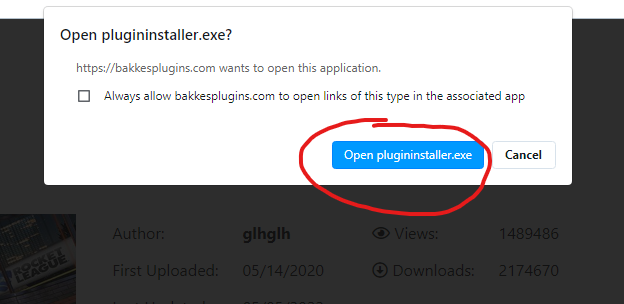 Open plugininstaller.exe?
https://bakkesplugins.com wants to open this application.
Always allow bakkesplugins.com to open links of this type in the associated app
Open plugininstaller.exe Cancel
ROCKET
LEAGUE
Author: glhglh Views: 1489486
First Uploaded: 05/14/2020 Downloads: 2174670